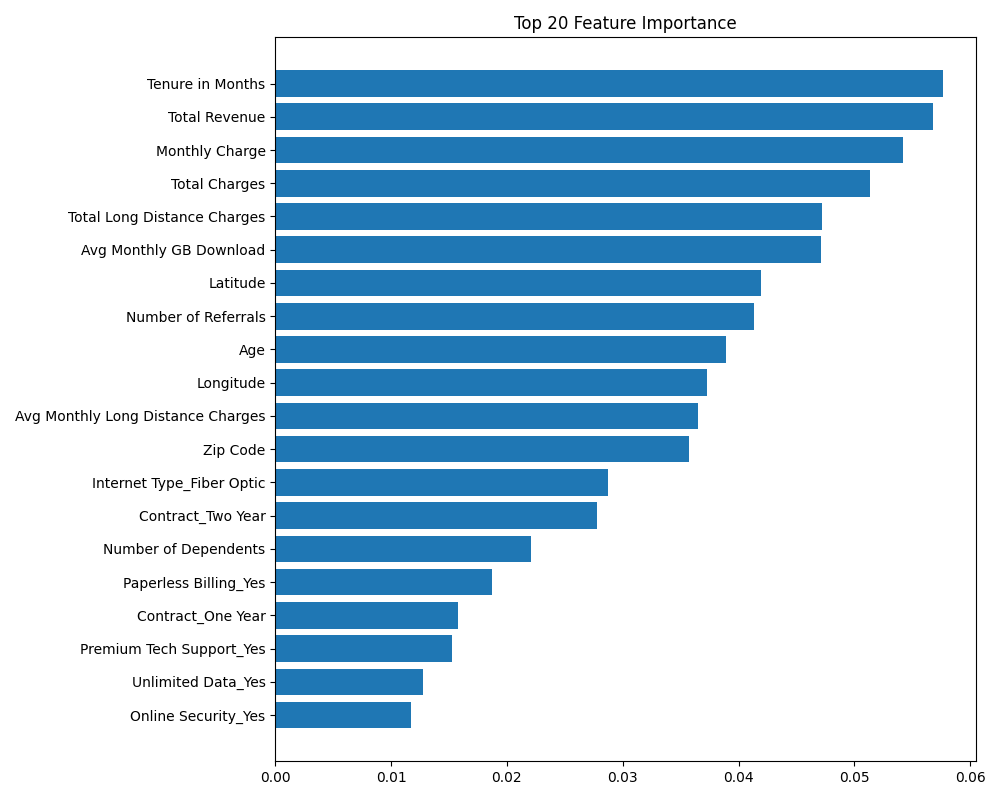 Top 20 Feature Importance
Tenure in Months
Total Revenue
Monthly Charge
Total Charges
Total Long Distance Charges
Avg Monthly GB Download
Latitude
Number of Referrals
Age
Longitude
Avg Monthly Long Distance Charges
Zip Code
Internet Type_Fiber Optic
Contract_Two Year
Number of Dependents
Paperless Billing_Yes
Contract_One Year
Premium Tech Support_Yes
Unlimited Data_Yes
Online Security_Yes
0.00 0.01 0.02 0.03 0.04 0.05 0.06